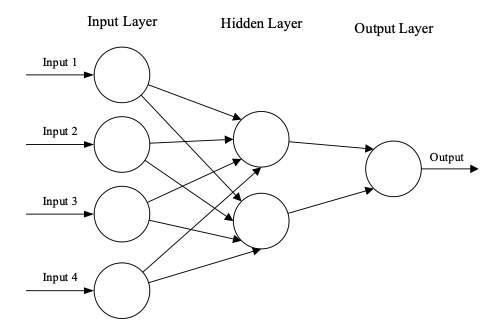 Input Layer
Hidden Layer
Output Layer
Input 1
Input 2
Input 3
Input 4
Output